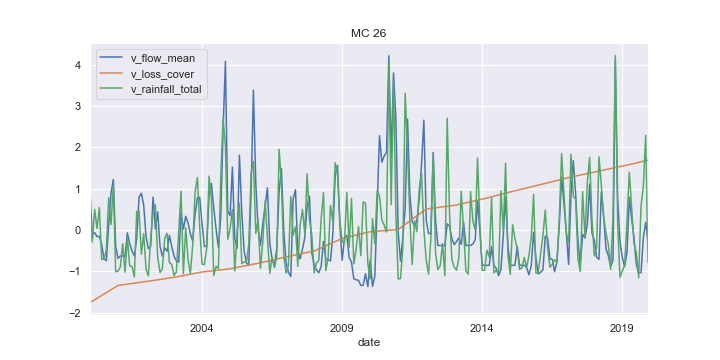 MC 26
v_flow_mean
v_loss_cover
v_rainfall_total
4
3
2
1
0
−1
−2
2004 2009 2014 2019
date